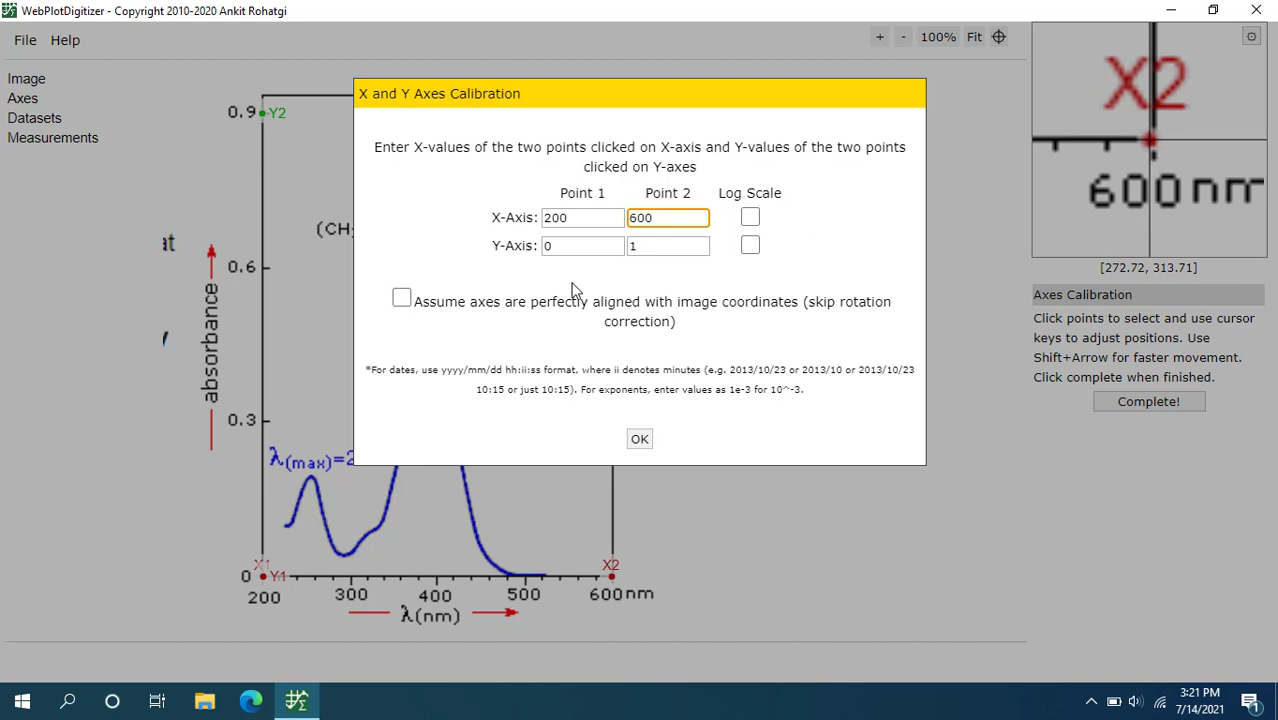 WebPlotDigitizer - Copyright 2010-2020 Ankit Rohatgi
File Help
+ - 100% Fit
Image
Axes
Datasets
Measurements
X and Y Axes Calibration
Enter X-values of the two points clicked on X-axis and Y-values of the two points
clicked on Y-axes
Point 1 Point 2 Log Scale
X-Axis: 200 600
Y-Axis: 0 1
Assume axes are perfectly aligned with image coordinates (skip rotation
correction)
*For dates, use yyyy/mm/dd hh:ii:ss format, where ii denotes minutes (e.g. 2013/10/23 or 2013/10 or 2013/10/23
10:15 or just 10:15). For exponents, enter values as 1e-3 for 10^-3.
OK
0.9 Y2
(CH
at
0.6
absorbance
y
0.3
λ(max)=2
X1 X2
0 Y1
200 300 400 500 600nm
λ(nm)
X2
600nm
[272.72, 313.71]
Axes Calibration
Click points to select and use cursor
keys to adjust positions. Use
Shift+Arrow for faster movement.
Click complete when finished.
Complete!
3:21 PM
7/14/2021
1